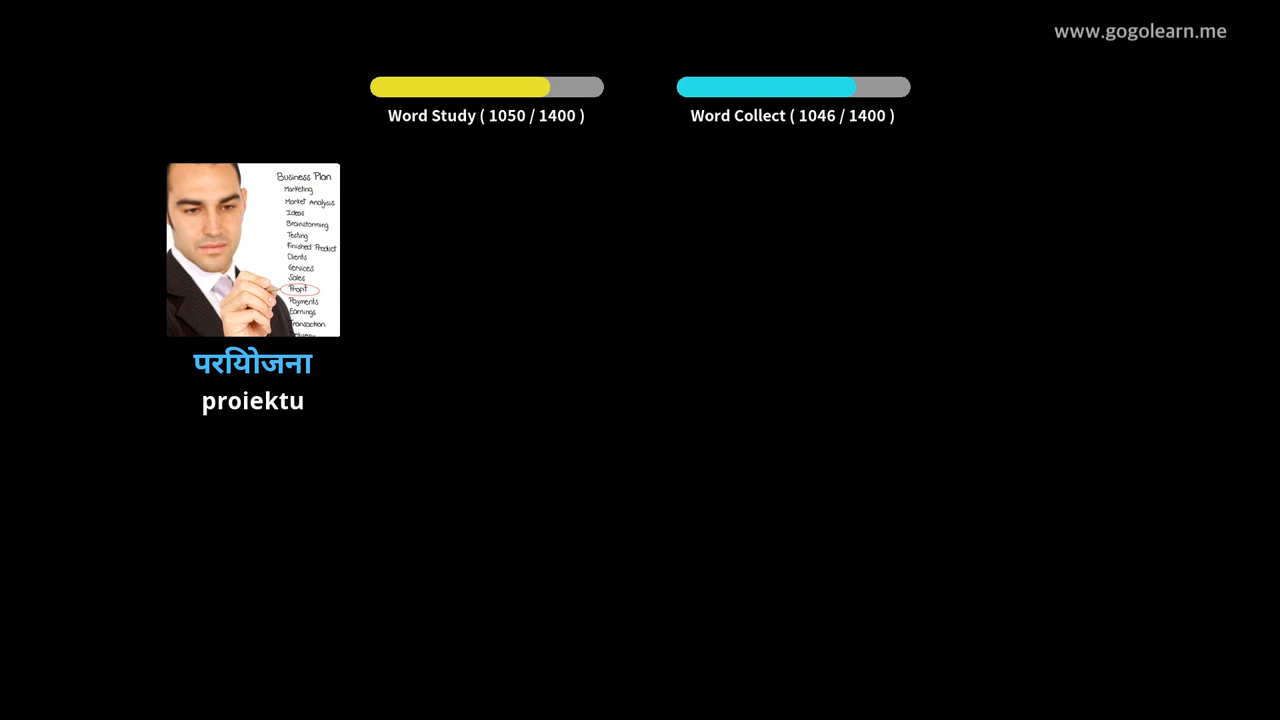 www.gogolearn.me
Word Study ( 1050 / 1400 )
Word Collect ( 1046 / 1400 )
Business Plan
Marketing
Market Analysis
Ideas
Brainstorming
Testing
Finished Product
Clients
Services
Sales
Profit
Payments
Earnings
Transaction
परयिोजना
proiektu